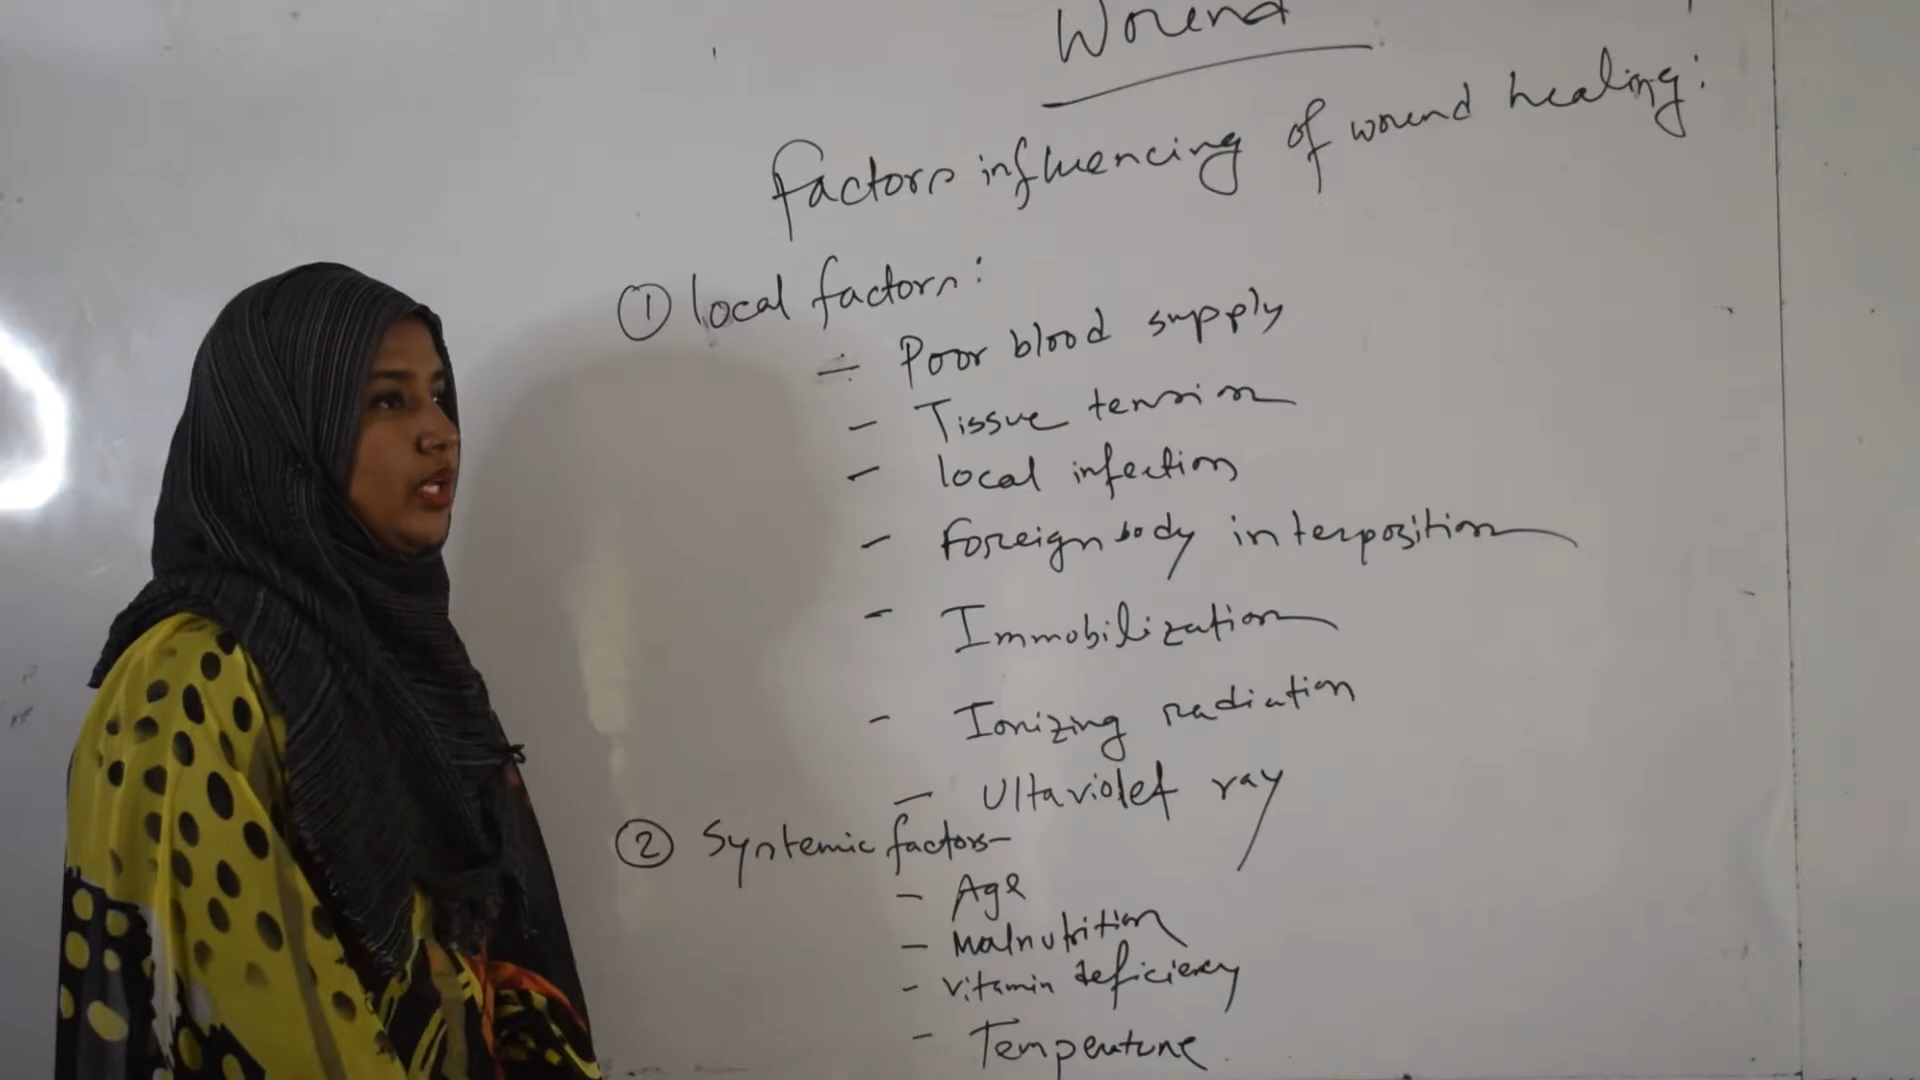 Wound
Factors influencing of wound healing:
① Local factors:
- Poor blood supply
- Tissue tension
- local infection
- Foreign body interposition
- Immobilization
- Ionizing radiation
- Ultaviolet ray
② Systemic factors-
- Age
- Malnutrition
- vitamin deficiency
- Temperature